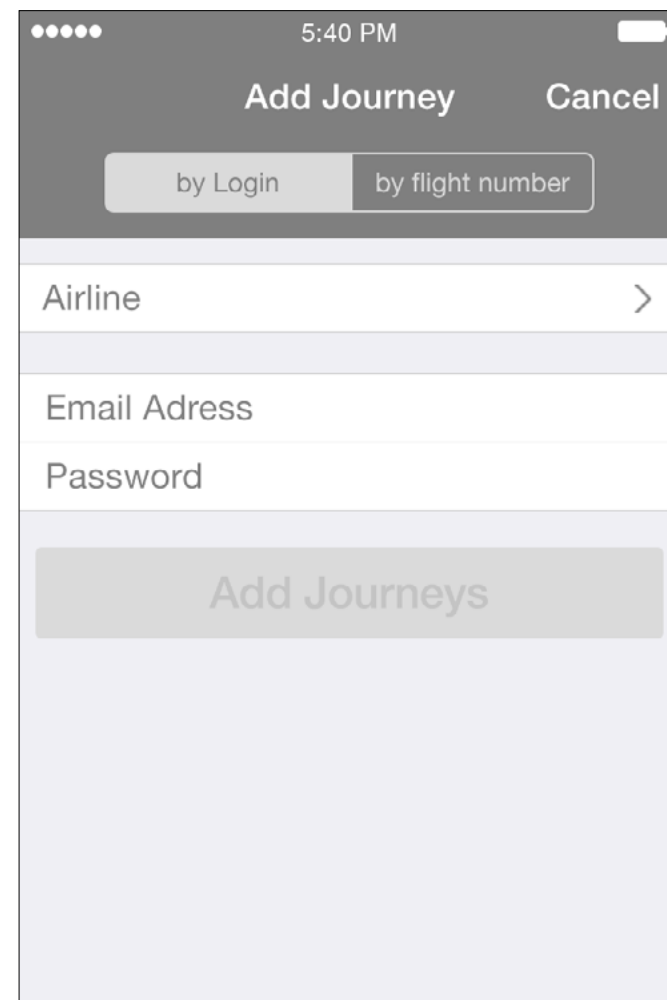 5:40 PM
Add Journey Cancel
by Login by flight number
Airline
Email Adress
Password
Add Journeys